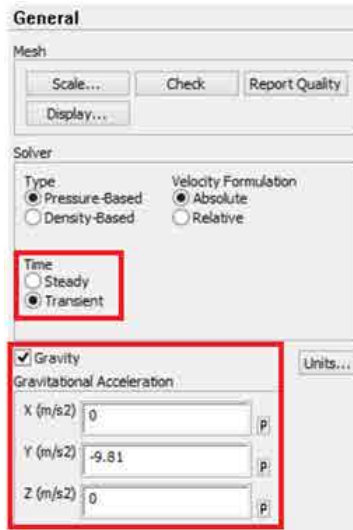 General
Mesh
Scale... Check Report Quality
Display...
Solver
Type Velocity Formulation
Pressure-Based Absolute
Density-Based Relative
Time
Steady
Transient
Gravity Units...
Gravitational Acceleration
X (m/s2) 0 P
Y (m/s2) -9.81 P
Z (m/s2) 0 P